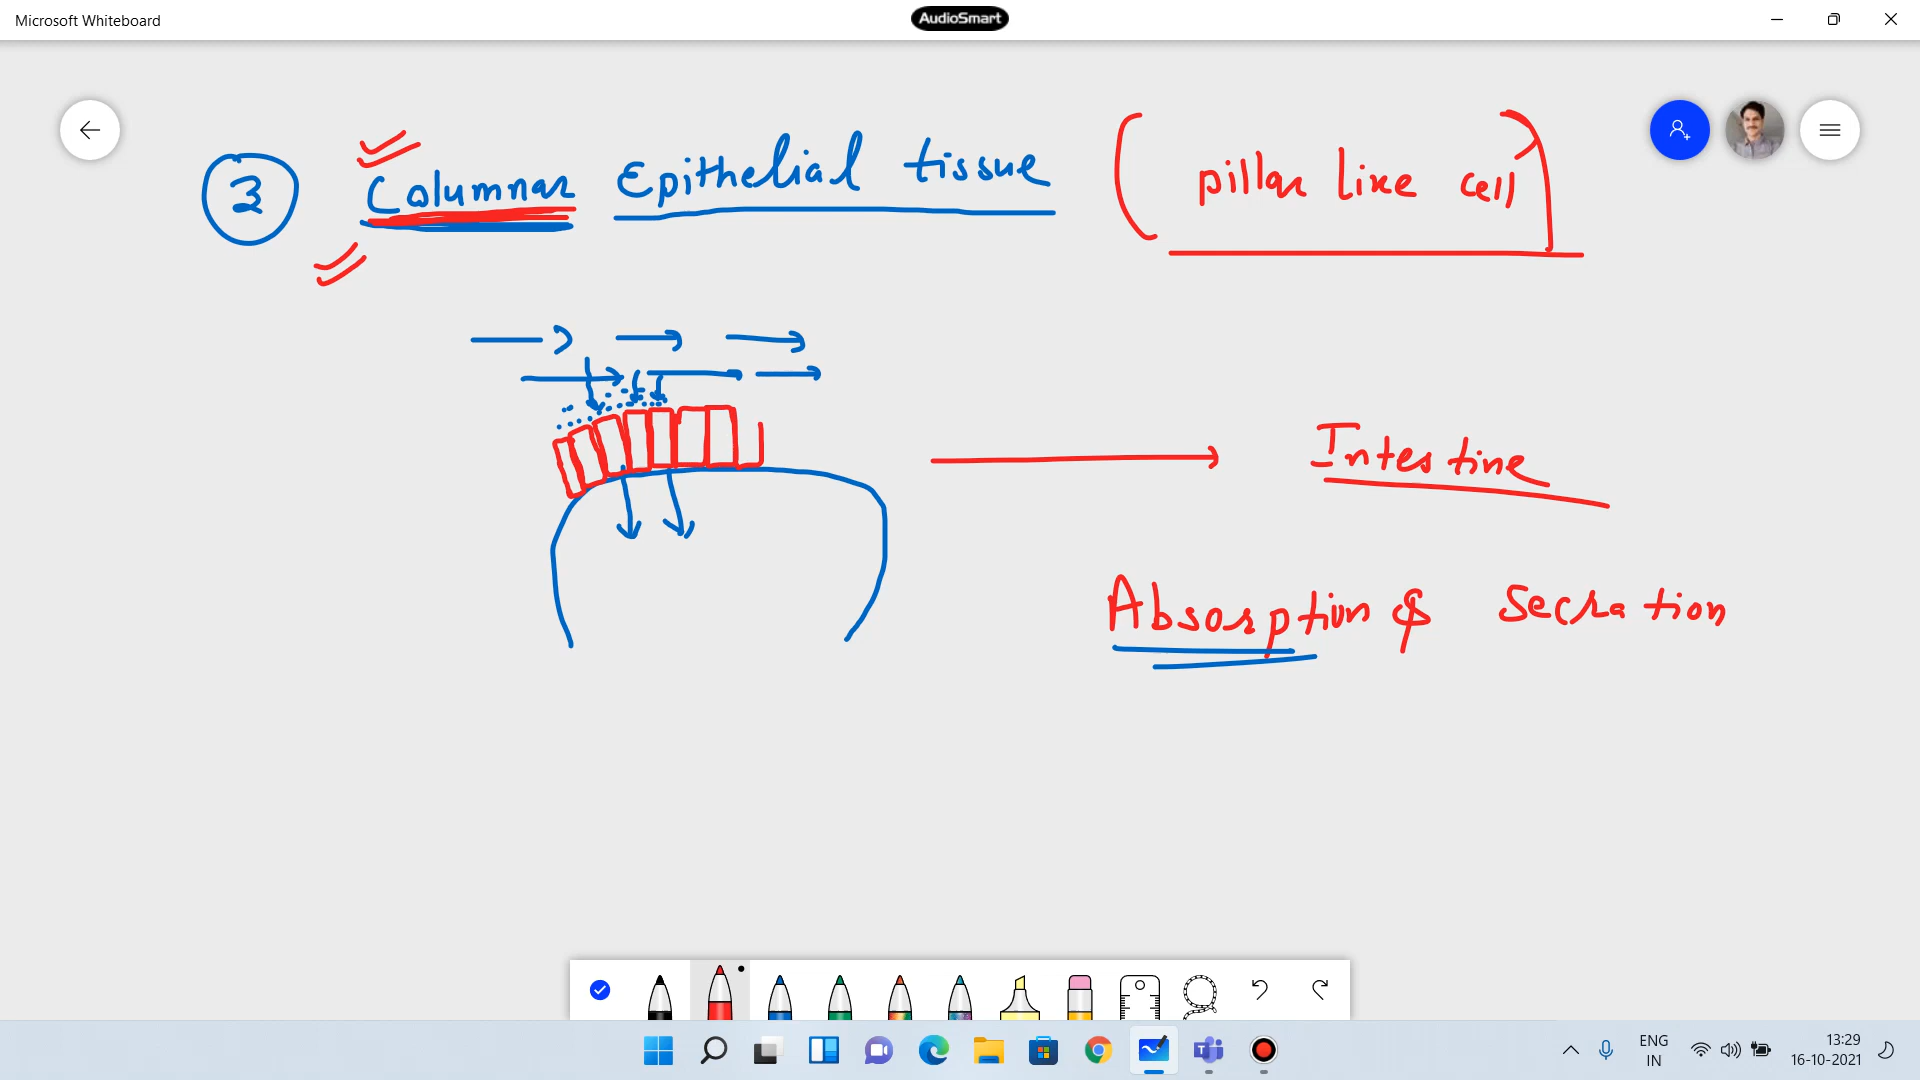 Microsoft Whiteboard
AudioSmart
3 Columnar Epithelial tissue (pillar like cell)
Intestine
Absorption & Secration
ENG
IN
13:29
16-10-2021